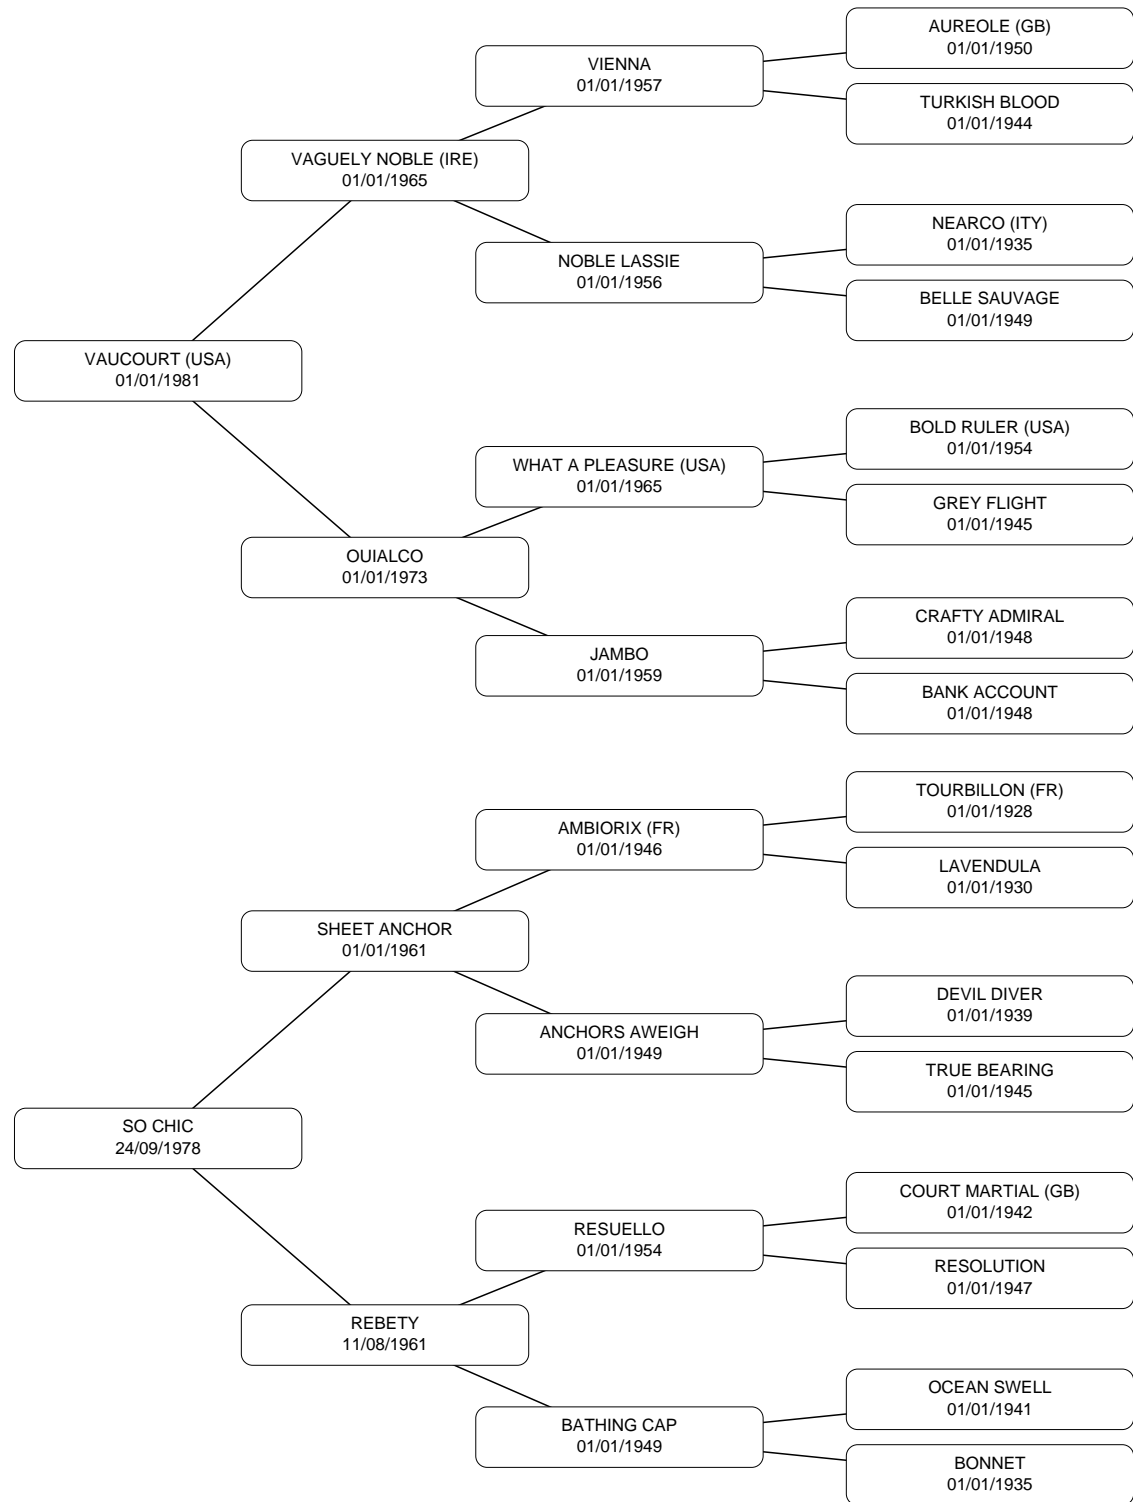 AUREOLE (GB)
01/01/1950
VIENNA
01/01/1957
TURKISH BLOOD
01/01/1944
VAGUELY NOBLE (IRE)
01/01/1965
NEARCO (ITY)
01/01/1935
NOBLE LASSIE
01/01/1956
BELLE SAUVAGE
01/01/1949
VAUCOURT (USA)
01/01/1981
BOLD RULER (USA)
01/01/1954
WHAT A PLEASURE (USA)
01/01/1965
GREY FLIGHT
01/01/1945
OUIALCO
01/01/1973
CRAFTY ADMIRAL
01/01/1948
JAMBO
01/01/1959
BANK ACCOUNT
01/01/1948
TOURBILLON (FR)
01/01/1928
AMBIORIX (FR)
01/01/1946
LAVENDULA
01/01/1930
SHEET ANCHOR
01/01/1961
DEVIL DIVER
01/01/1939
ANCHORS AWEIGH
01/01/1949
TRUE BEARING
01/01/1945
SO CHIC
24/09/1978
COURT MARTIAL (GB)
01/01/1942
RESUELLO
01/01/1954
RESOLUTION
01/01/1947
REBETY
11/08/1961
OCEAN SWELL
01/01/1941
BATHING CAP
01/01/1949
BONNET
01/01/1935